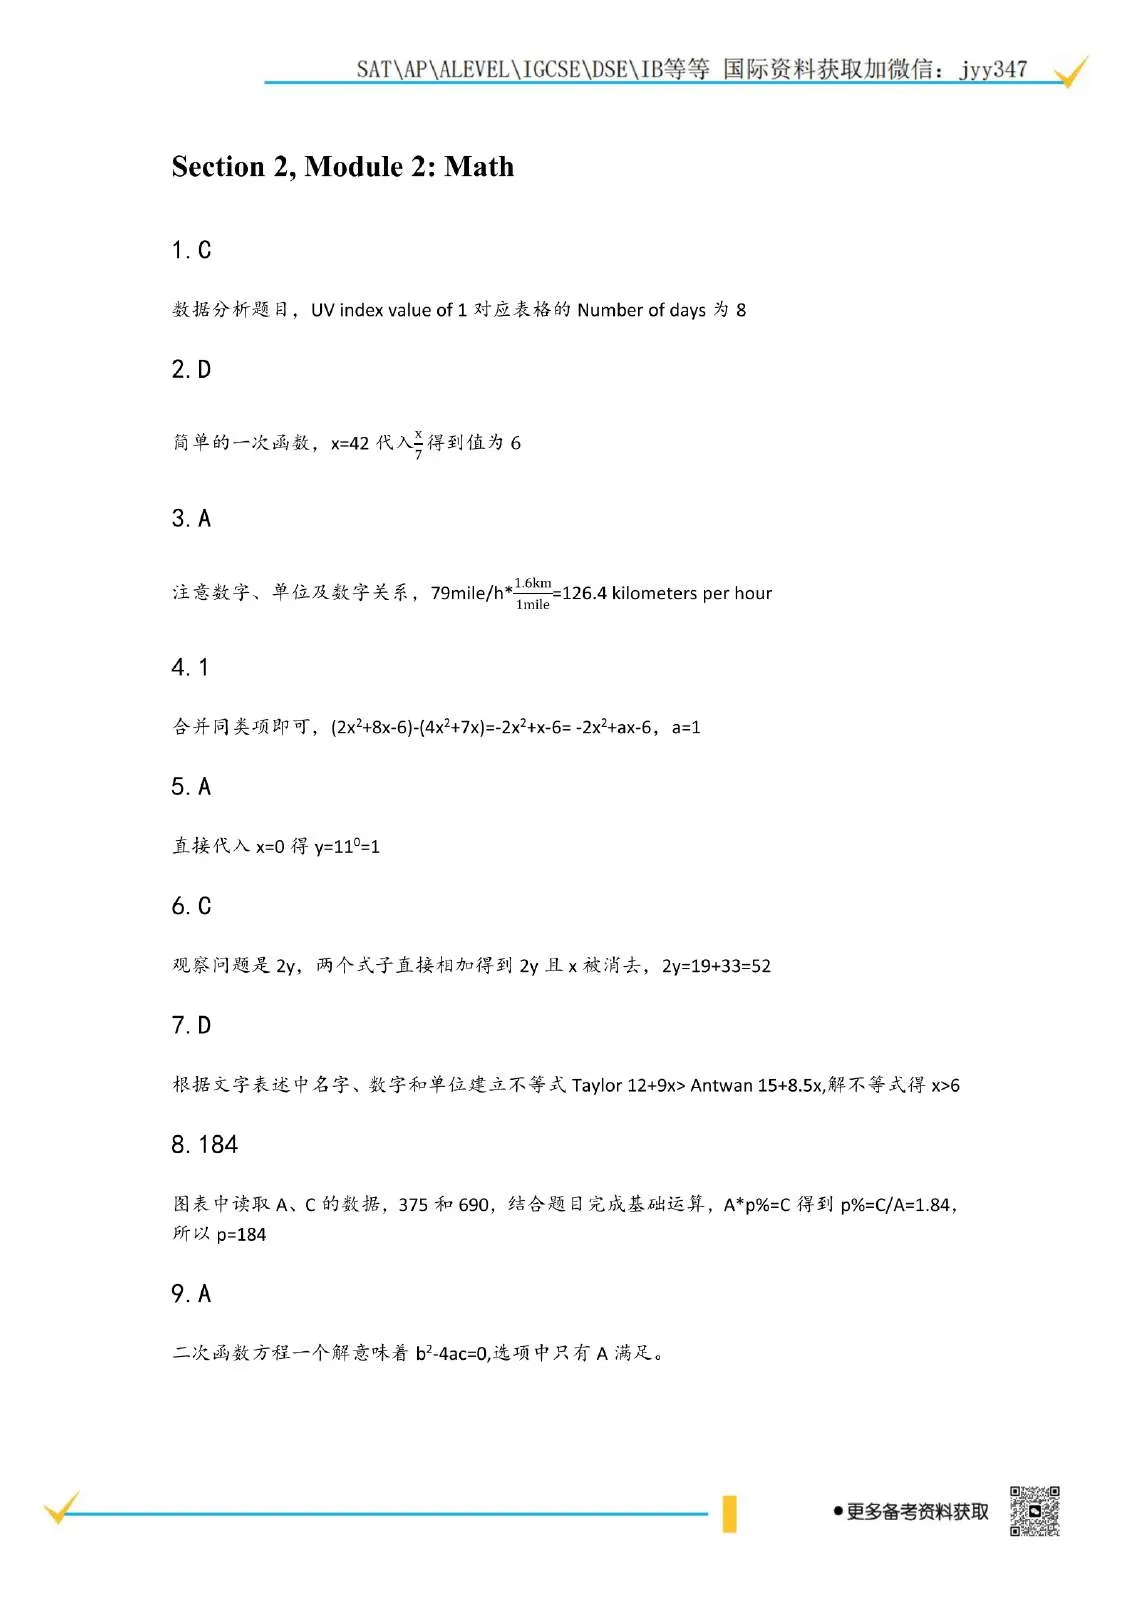 SAT\AP\ALEVEL\IGCSE\DSE\IB等等 国际资料获取加微信：jyy347
Section 2, Module 2: Math
1. C
数据分析题目，UV index value of 1 对应表格的 Number of days 为 8
2. D
简单的一次函数，x=42 代入x/7得到值为 6
3. A
注意数字、单位及数字关系，79mile/h*1.6km/1mile=126.4 kilometers per hour
4. 1
合并同类项即可，(2x²+8x-6)-(4x²+7x)=-2x²+x-6= -2x²+ax-6，a=1
5. A
直接代入 x=0 得 y=11⁰=1
6. C
观察问题是 2y，两个式子直接相加得到 2y 且 x 被消去，2y=19+33=52
7. D
根据文字表述中名字、数字和单位建立不等式 Taylor 12+9x> Antwan 15+8.5x,解不等式得 x>6
8. 184
图表中读取 A、C 的数据，375 和 690，结合题目完成基础运算，A*p%=C 得到 p%=C/A=1.84，
所以 p=184
9. A
二次函数方程一个解意味着 b²-4ac=0,选项中只有 A 满足。
●更多备考资料获取